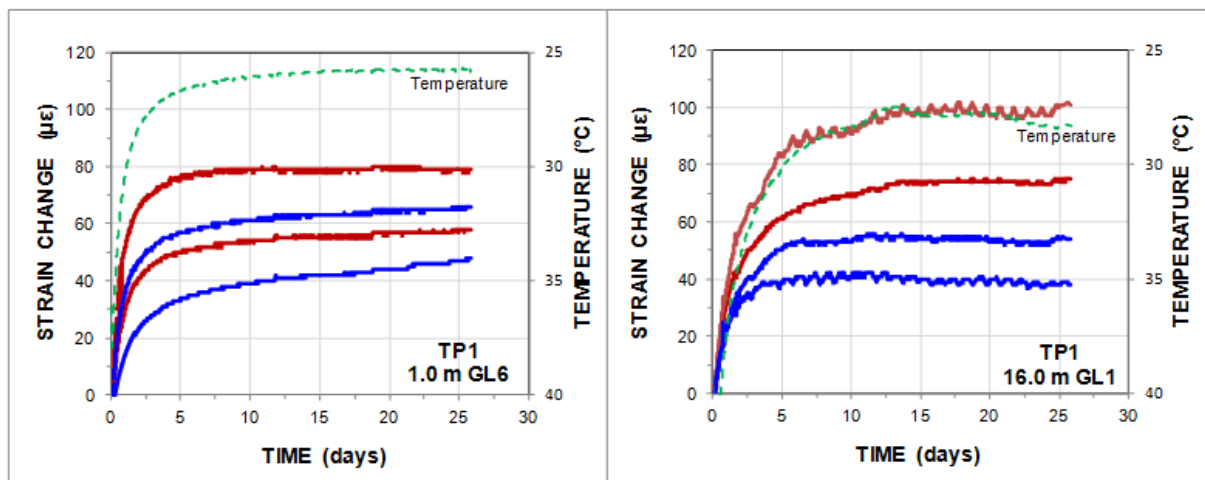 120
100
80
60
40
20
0
STRAIN CHANGE (με)
0 5 10 15 20 25 30
TIME (days)
25
30
35
40
TEMPERATURE (°C)
Temperature
TP1
1.0 m GL6
120
100
80
60
40
20
0
STRAIN CHANGE (με)
0 5 10 15 20 25 30
TIME (days)
25
30
35
40
TEMPERATURE (°C)
Temperature
TP1
16.0 m GL1